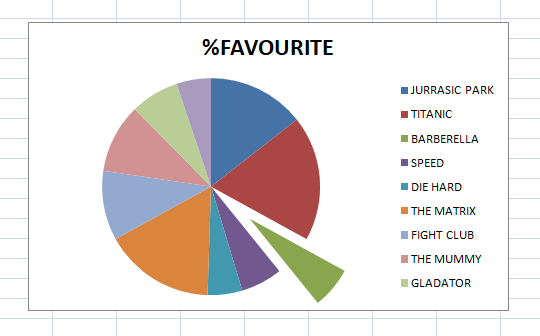 %FAVOURITE
JURRASIC PARK
TITANIC
BARBERELLA
SPEED
DIE HARD
THE MATRIX
FIGHT CLUB
THE MUMMY
GLADATOR